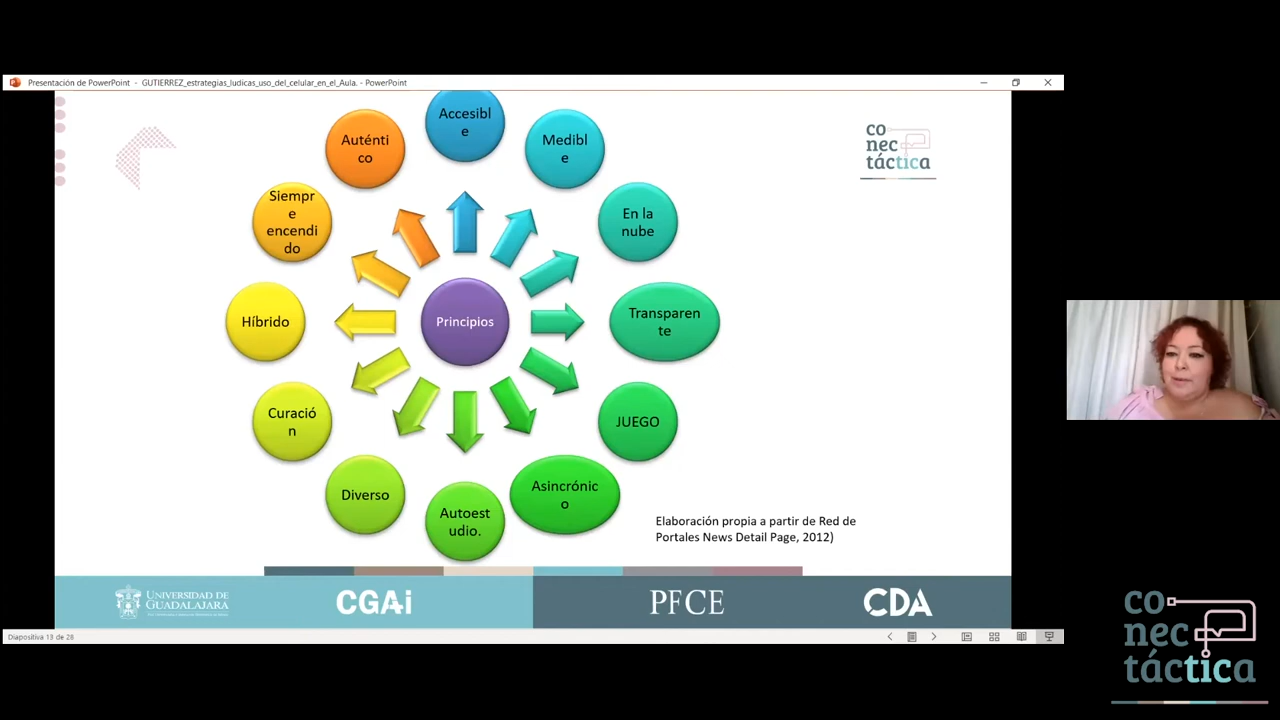 Presentación de PowerPoint - GUTIERREZ_estrategias_ludicas_uso_del_celular_en_el_Aula. - PowerPoint
Accesibl
e
Medibl
e
En la
nube
Transparen
te
JUEGO
Asincrónic
o
Autoest
udio.
Diverso
Curació
n
Híbrido
Siempr
e
encendi
do
Auténti
co
Principios
co
nec
táctica
Elaboración propia a partir de Red de
Portales News Detail Page, 2012)
UNIVERSIDAD DE
GUADALAJARA
CGAi
PFCE
CDA
Diapositiva 13 de 28
co
nec
táctica